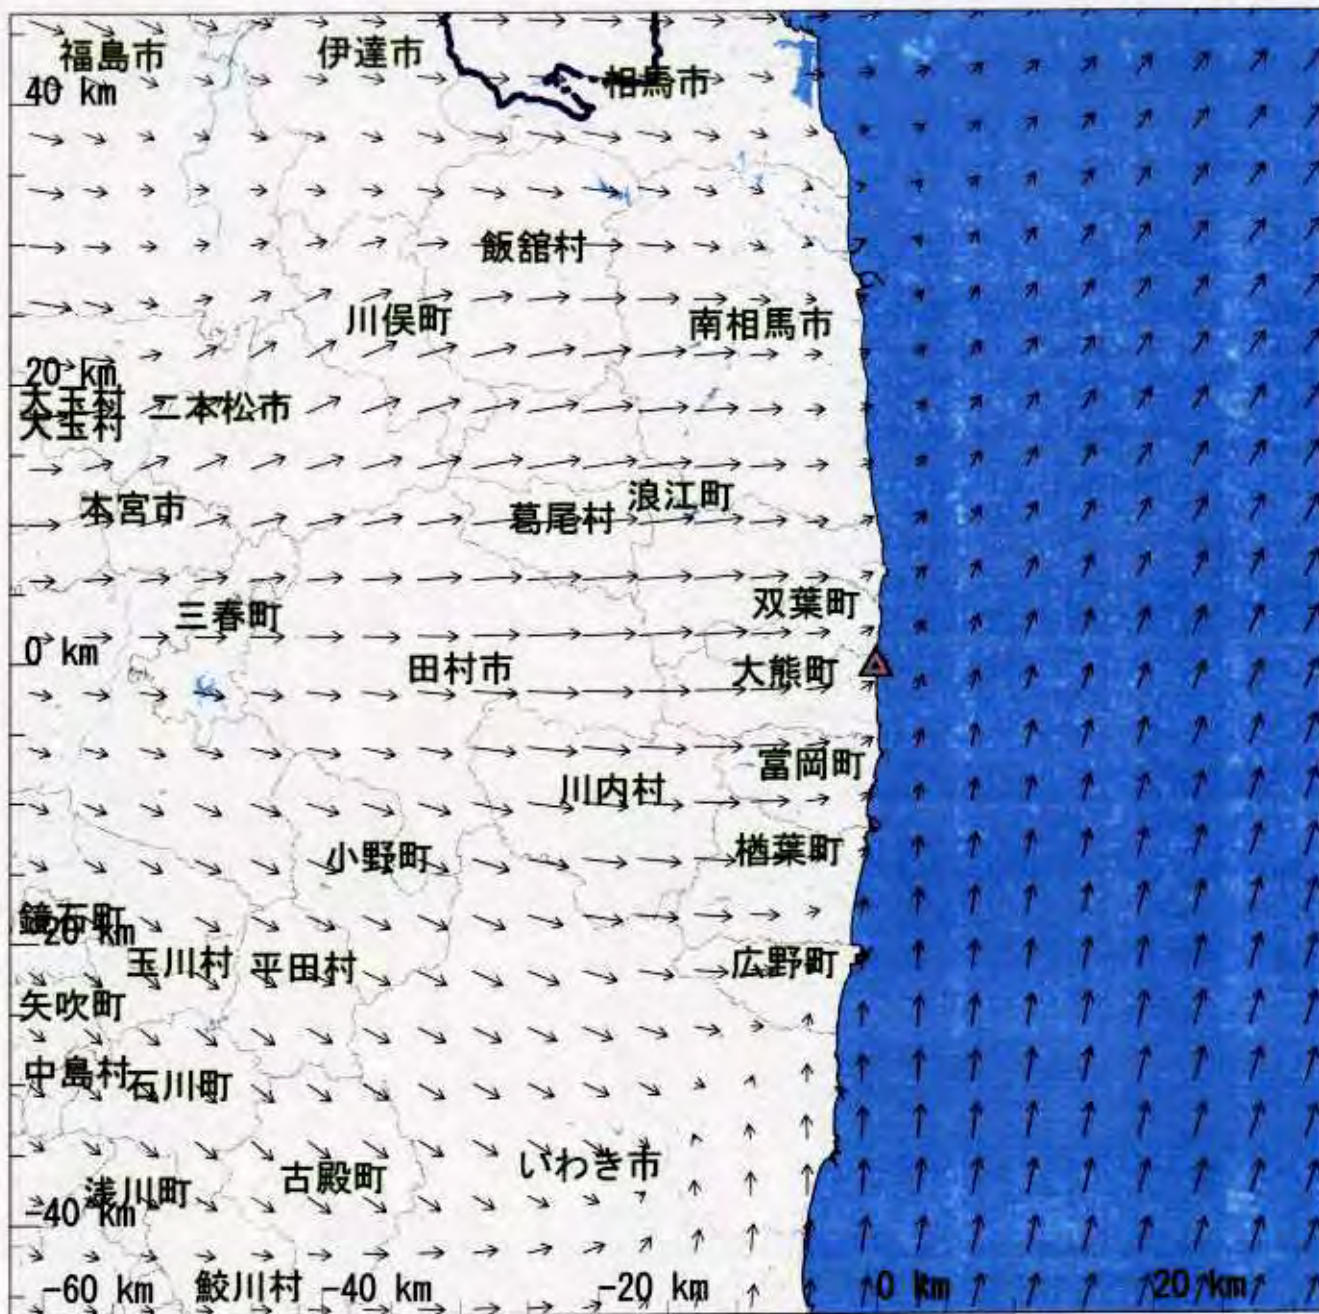 福島市 伊達市
相馬市
40 km
飯舘村
川俣町 南相馬市
20 km
大玉村 二本松市
大玉村
浪江町
本宮市 葛尾村
双葉町
三春町
0 km 田村市 大熊町
富岡町
川内村
小野町 楢葉町
鏡石町
-20 km
玉川村 平田村 広野町
矢吹町
中島村 石川町
いわき市
浅川町 古殿町
-40 km
-60 km 鮫川村 -40 km -20 km 0 km 20 km